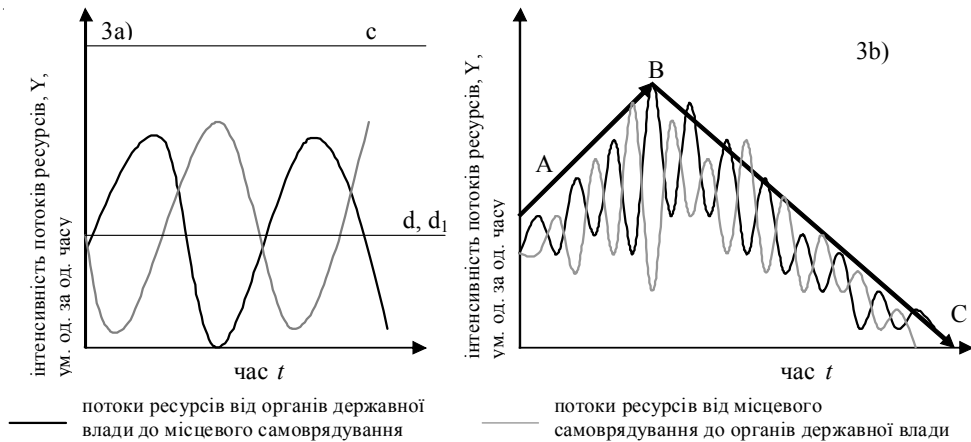 3a)
c
d, d1
інтенсивність потоків ресурсів, Y,
ум. од. за од. часу
час t
3b)
B
A
C
інтенсивність потоків ресурсів, Y,
ум. од. за од. часу
час t
потоки ресурсів від органів державної
влади до місцевого самоврядування
потоки ресурсів від місцевого
самоврядування до органів державної влади